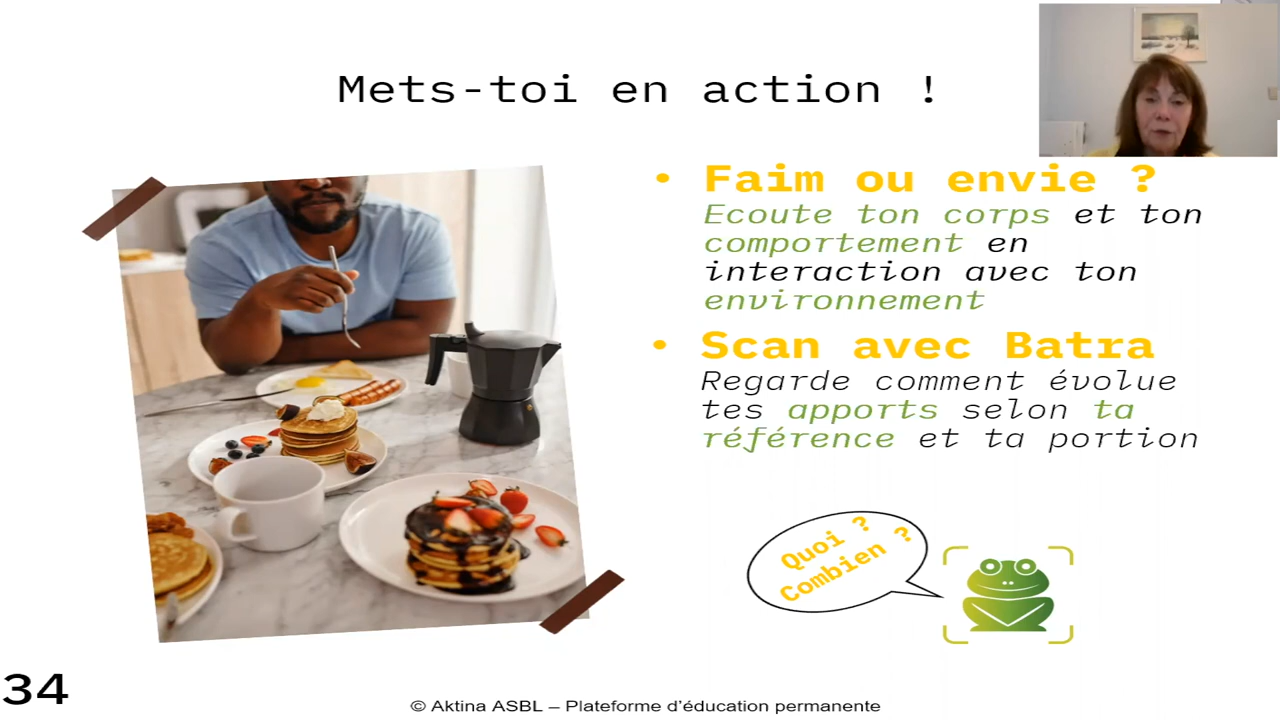 Mets-toi en action !
• Faim ou envie ?
Ecoute ton corps et ton
comportement en
interaction avec ton
environnement
• Scan avec Batra
Regarde comment évolue
tes apports selon ta
référence et ta portion
Quoi ?
Combien ?
34
© Aktina ASBL – Plateforme d'éducation permanente